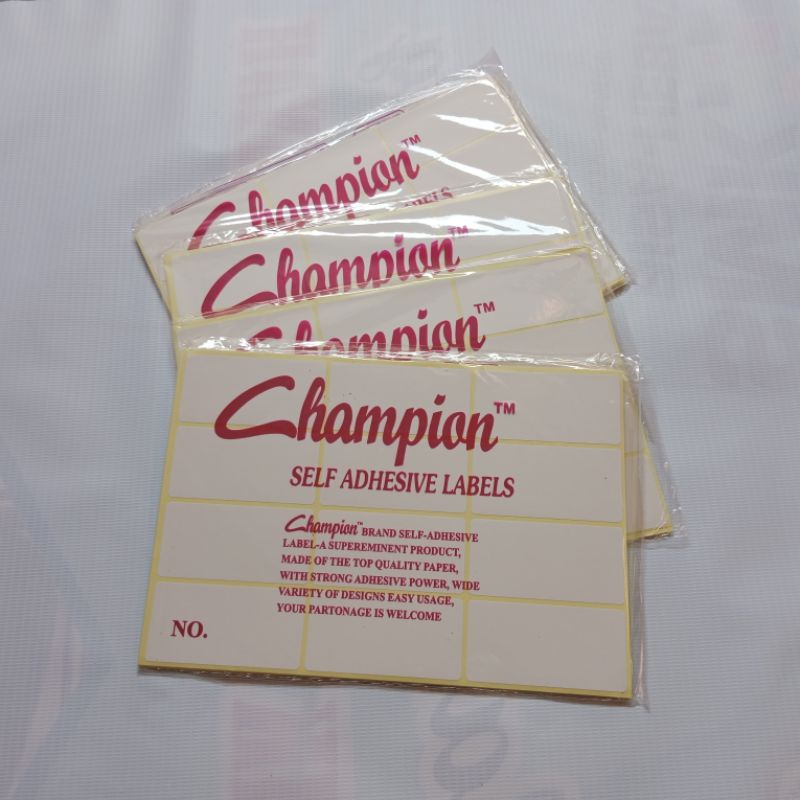 Champion™
ELS
Champion™
Champion™
Champion™
SELF ADHESIVE LABELS
Champion™ BRAND SELF-ADHESIVE
LABEL-A SUPEREMINENT PRODUCT,
MADE OF THE TOP QUALITY PAPER,
WITH STRONG ADHESIVE POWER, WIDE
VARIETY OF DESIGNS EASY USAGE,
YOUR PARTONAGE IS WELCOME
NO.